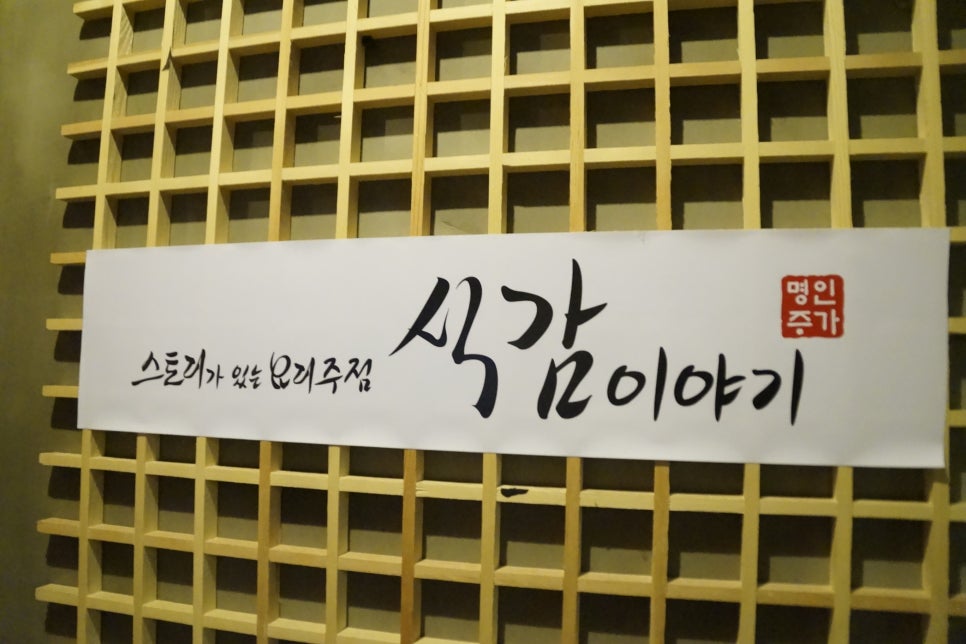 스토리가 있는 요리주점 식감이야기
명인
주가